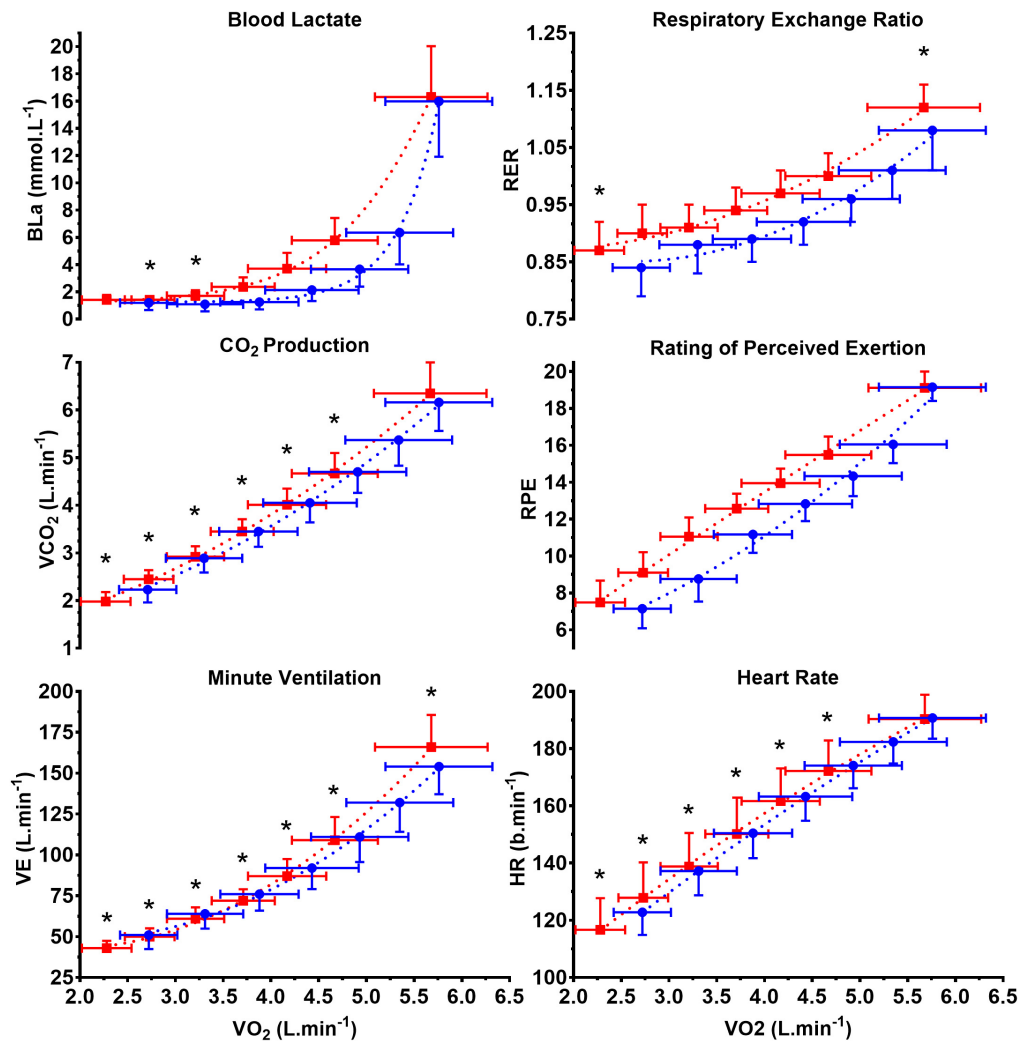 Blood Lactate
BLa (mmol.L⁻¹)
20
18
16
14
12
10
8
6
4
2
0
* *
Respiratory Exchange Ratio
RER
1.25
1.15
1.05
0.95
0.85
0.75
* *
CO₂ Production
VCO₂ (L.min⁻¹)
7
6
5
4
3
2
1
* * * * * *
Rating of Perceived Exertion
RPE
20
18
16
14
12
10
8
6
Minute Ventilation
VE (L.min⁻¹)
200
175
150
125
100
75
50
25
* * * * * * *
2.0 2.5 3.0 3.5 4.0 4.5 5.0 5.5 6.0 6.5
VO₂ (L.min⁻¹)
Heart Rate
HR (b.min⁻¹)
200
180
160
140
120
100
* * * * * *
2.0 2.5 3.0 3.5 4.0 4.5 5.0 5.5 6.0 6.5
VO2 (L.min⁻¹)